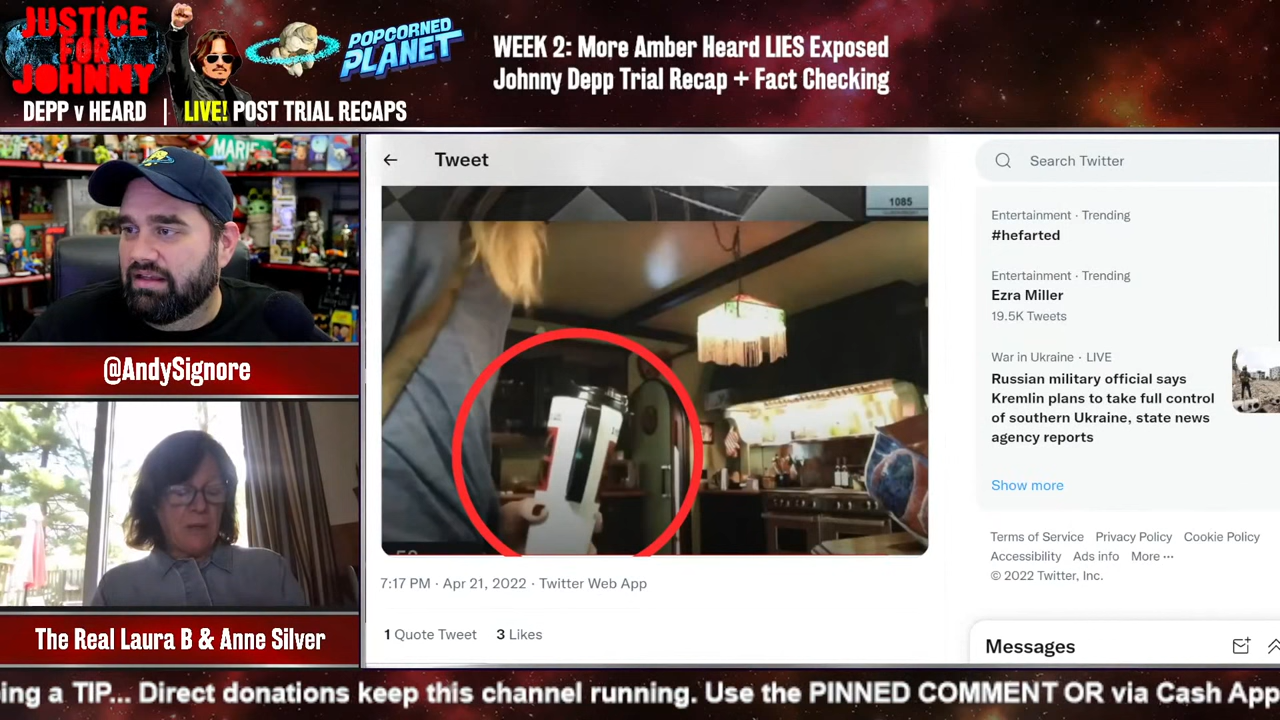 JUSTICE
FOR
JOHNNY
DEPP v HEARD | LIVE! POST TRIAL RECAPS
POPCORNED
PLANET
WEEK 2: More Amber Heard LIES Exposed
Johnny Depp Trial Recap + Fact Checking
MARIE
@AndySignore
The Real Laura B & Anne Silver
Tweet
1085
7:17 PM · Apr 21, 2022 · Twitter Web App
1 Quote Tweet 3 Likes
Search Twitter
Entertainment · Trending
#hefarted
Entertainment · Trending
Ezra Miller
19.5K Tweets
War in Ukraine · LIVE
Russian military official says
Kremlin plans to take full control
of southern Ukraine, state news
agency reports
Show more
Terms of Service Privacy Policy Cookie Policy
Accessibility Ads info More ···
© 2022 Twitter, Inc.
Messages
ing a TIP... Direct donations keep this channel running. Use the PINNED COMMENT OR via Cash App